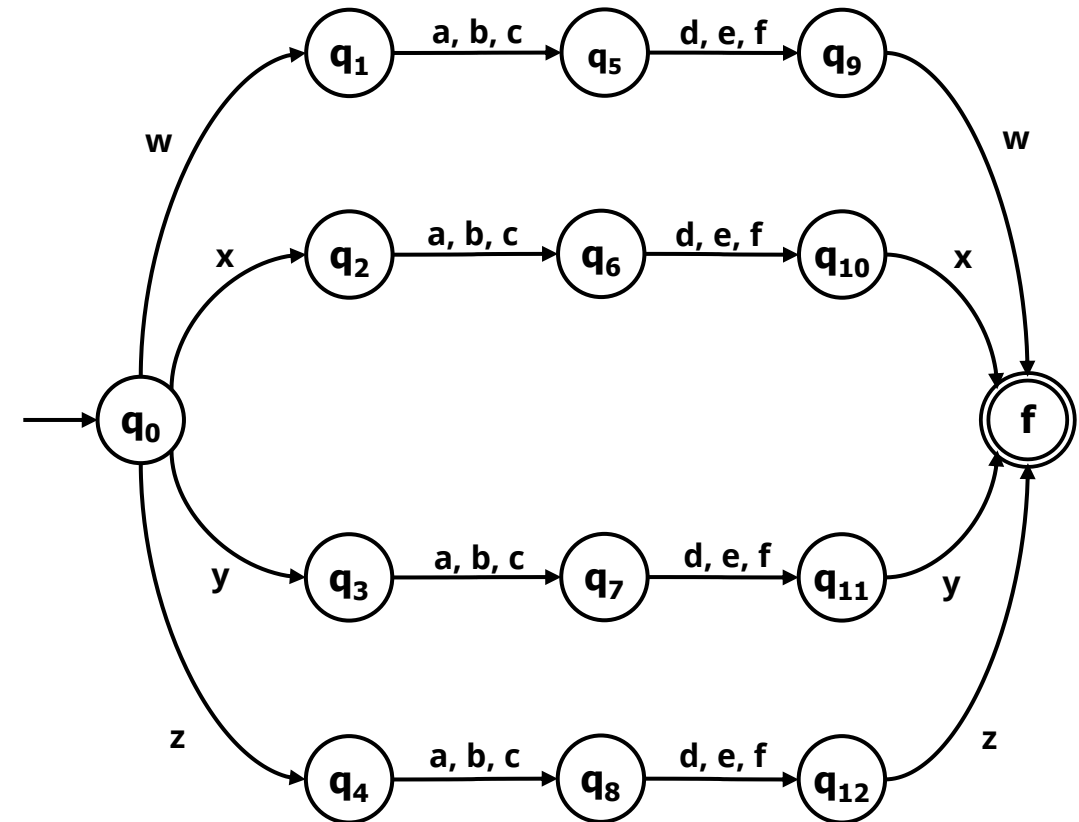 q₁ a, b, c q₅ d, e, f q₉
w w
q₂ a, b, c q₆ d, e, f q₁₀
x x
q₀ f
q₃ a, b, c q₇ d, e, f q₁₁
y y
z z
q₄ a, b, c q₈ d, e, f q₁₂